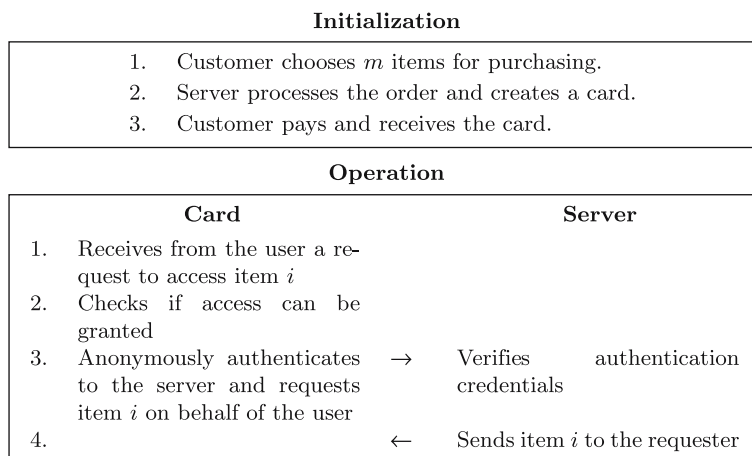 Initialization
1. Customer chooses m items for purchasing.
2. Server processes the order and creates a card.
3. Customer pays and receives the card.
Operation
Card Server
1. Receives from the user a re-
quest to access item i
2. Checks if access can be
granted
3. Anonymously authenticates → Verifies authentication
to the server and requests credentials
item i on behalf of the user
4. ← Sends item i to the requester